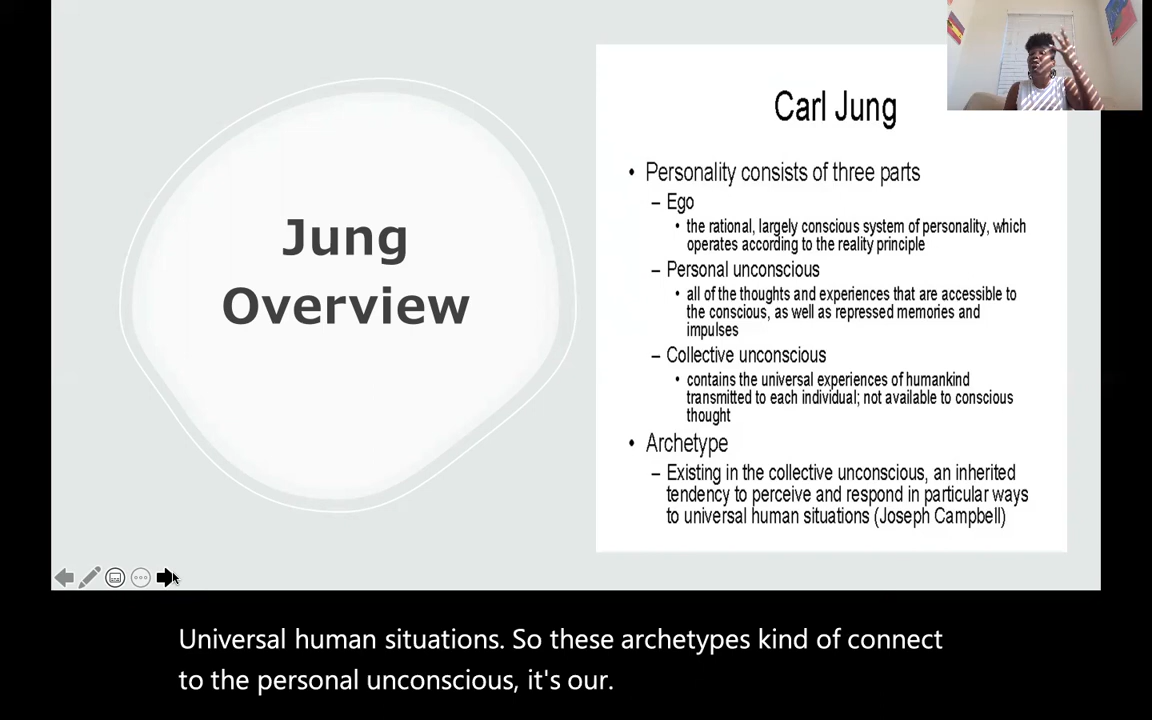 Jung
Overview
Carl Jung
• Personality consists of three parts
– Ego
• the rational, largely conscious system of personality, which
operates according to the reality principle
– Personal unconscious
• all of the thoughts and experiences that are accessible to
the conscious, as well as repressed memories and
impulses
– Collective unconscious
• contains the universal experiences of humankind
transmitted to each individual; not available to conscious
thought
• Archetype
– Existing in the collective unconscious, an inherited
tendency to perceive and respond in particular ways
to universal human situations (Joseph Campbell)
Universal human situations. So these archetypes kind of connect
to the personal unconscious, it's our.